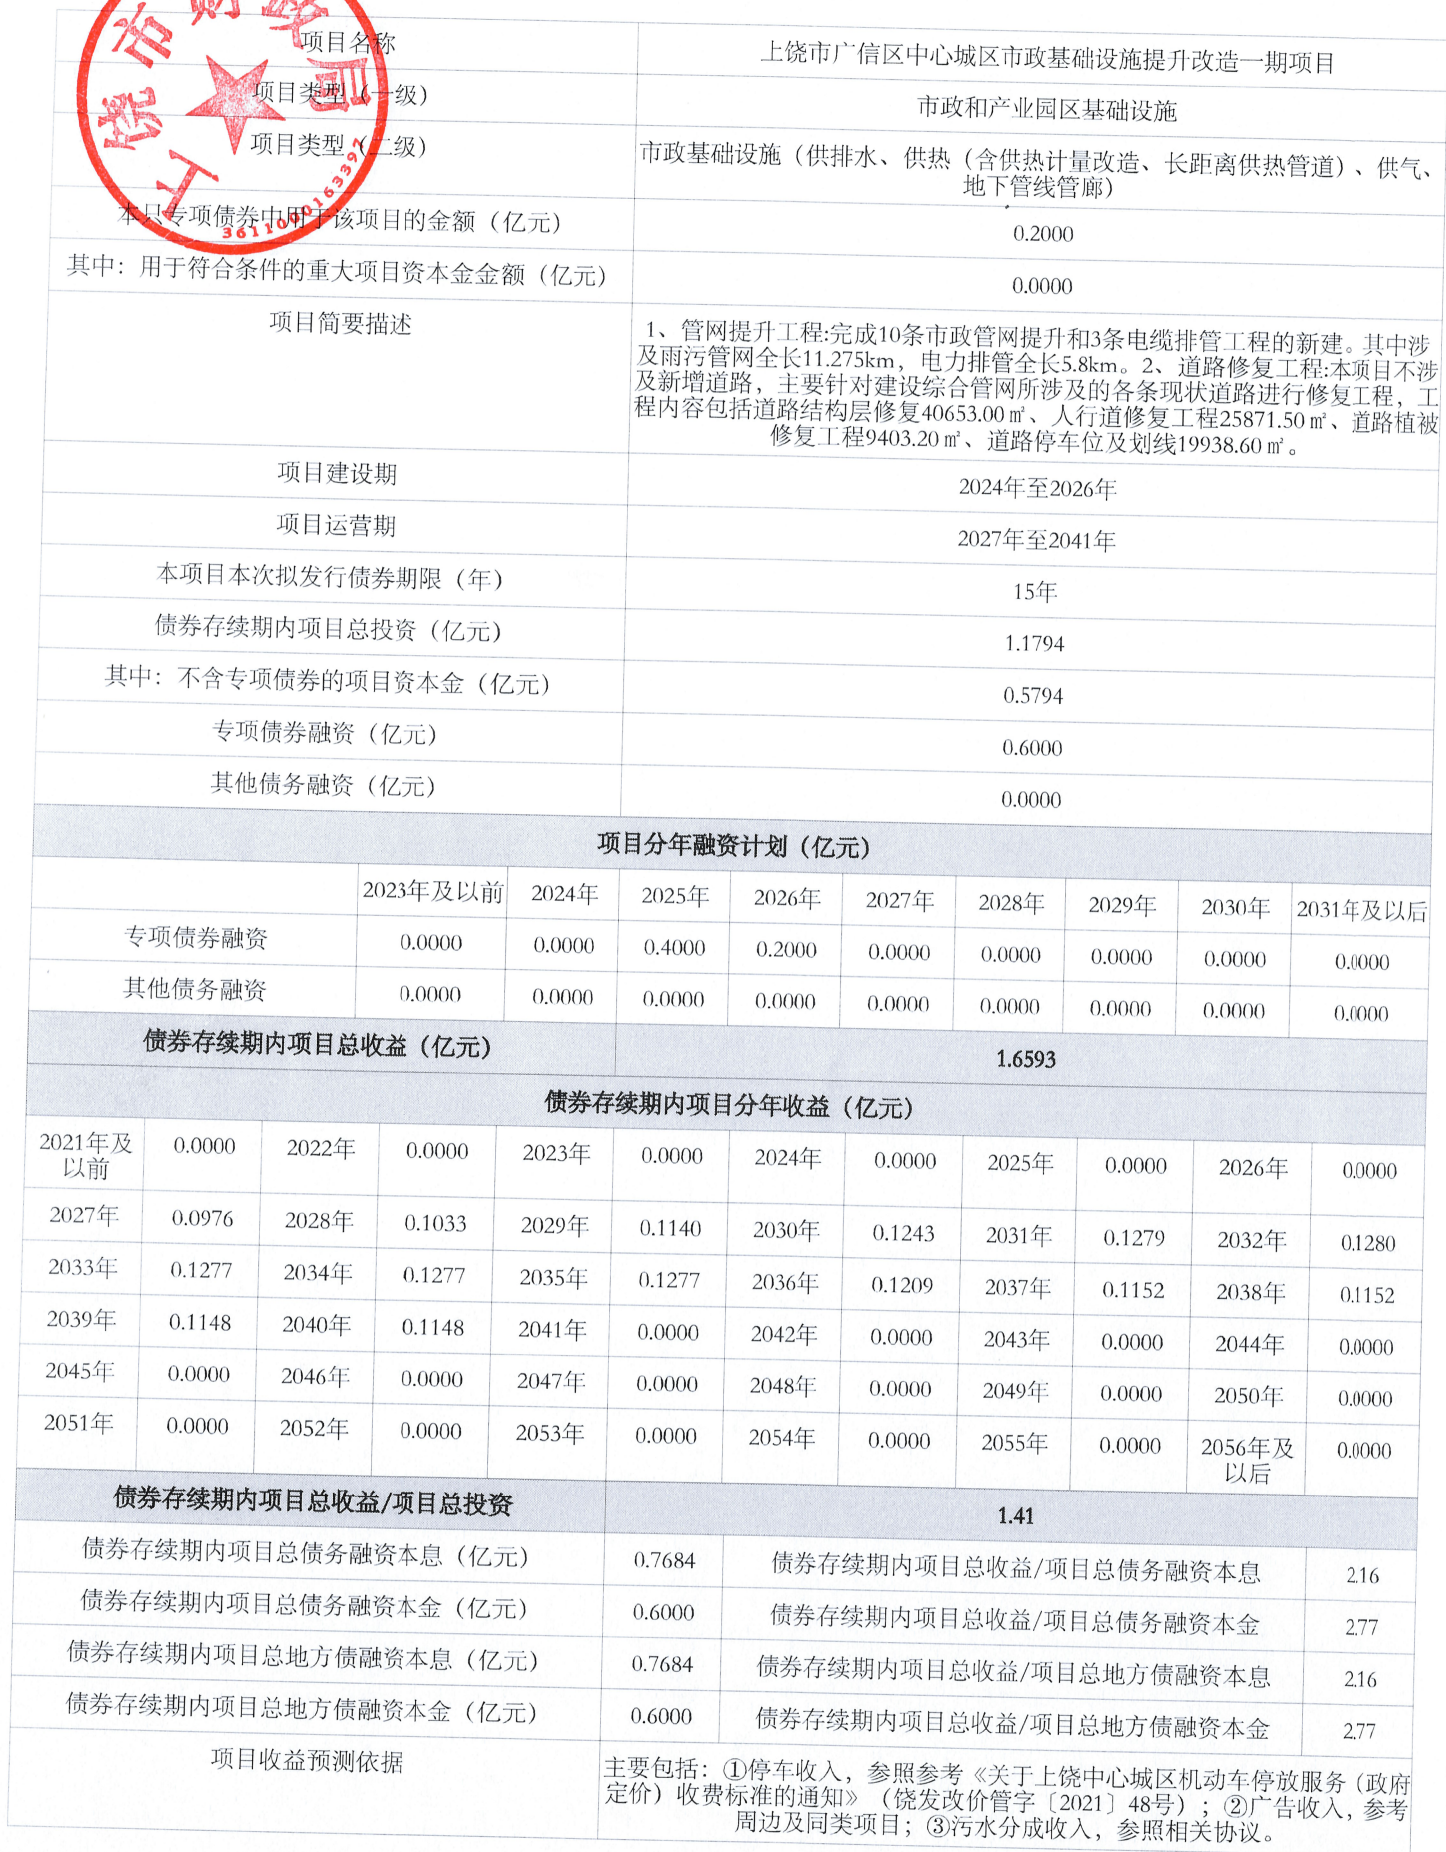 上饶市财政局
3611000163397
项目名称 上饶市广信区中心城区市政基础设施提升改造一期项目
项目类型（一级） 市政和产业园区基础设施
项目类型（二级） 市政基础设施（供排水、供热（含供热计量改造、长距离供热管道）、供气、
地下管线管廊）
本只专项债券中用于该项目的金额（亿元） 0.2000
其中：用于符合条件的重大项目资本金金额（亿元） 0.0000
项目简要描述
1、管网提升工程:完成10条市政管网提升和3条电缆排管工程的新建。其中涉
及雨污管网全长11.275km，电力排管全长5.8km。2、道路修复工程:本项目不涉
及新增道路，主要针对建设综合管网所涉及的各条现状道路进行修复工程，工
程内容包括道路结构层修复40653.00㎡、人行道修复工程25871.50㎡、道路植被
修复工程9403.20㎡、道路停车位及划线19938.60㎡。
项目建设期 2024年至2026年
项目运营期 2027年至2041年
本项目本次拟发行债券期限（年） 15年
债券存续期内项目总投资（亿元） 1.1794
其中：不含专项债券的项目资本金（亿元） 0.5794
专项债券融资（亿元） 0.6000
其他债务融资（亿元） 0.0000
项目分年融资计划（亿元）
2023年及以前 2024年 2025年 2026年 2027年 2028年 2029年 2030年 2031年及以后
专项债券融资 0.0000 0.0000 0.4000 0.2000 0.0000 0.0000 0.0000 0.0000 0.0000
其他债务融资 0.0000 0.0000 0.0000 0.0000 0.0000 0.0000 0.0000 0.0000 0.0000
债券存续期内项目总收益（亿元） 1.6593
债券存续期内项目分年收益（亿元）
2021年及 0.0000 2022年 0.0000 2023年 0.0000 2024年 0.0000 2025年 0.0000 2026年 0.0000
以前
2027年 0.0976 2028年 0.1033 2029年 0.1140 2030年 0.1243 2031年 0.1279 2032年 0.1280
2033年 0.1277 2034年 0.1277 2035年 0.1277 2036年 0.1209 2037年 0.1152 2038年 0.1152
2039年 0.1148 2040年 0.1148 2041年 0.0000 2042年 0.0000 2043年 0.0000 2044年 0.0000
2045年 0.0000 2046年 0.0000 2047年 0.0000 2048年 0.0000 2049年 0.0000 2050年 0.0000
2051年 0.0000 2052年 0.0000 2053年 0.0000 2054年 0.0000 2055年 0.0000 2056年及 0.0000
以后
债券存续期内项目总收益/项目总投资 1.41
债券存续期内项目总债务融资本息（亿元） 0.7684 债券存续期内项目总收益/项目总债务融资本息 2.16
债券存续期内项目总债务融资本金（亿元） 0.6000 债券存续期内项目总收益/项目总债务融资本金 2.77
债券存续期内项目总地方债融资本息（亿元） 0.7684 债券存续期内项目总收益/项目总地方债融资本息 2.16
债券存续期内项目总地方债融资本金（亿元） 0.6000 债券存续期内项目总收益/项目总地方债融资本金 2.77
项目收益预测依据
主要包括：①停车收入，参照参考《关于上饶中心城区机动车停放服务（政府
定价）收费标准的通知》（饶发改价管字〔2021〕48号）；②广告收入，参考
周边及同类项目；③污水分成收入，参照相关协议。